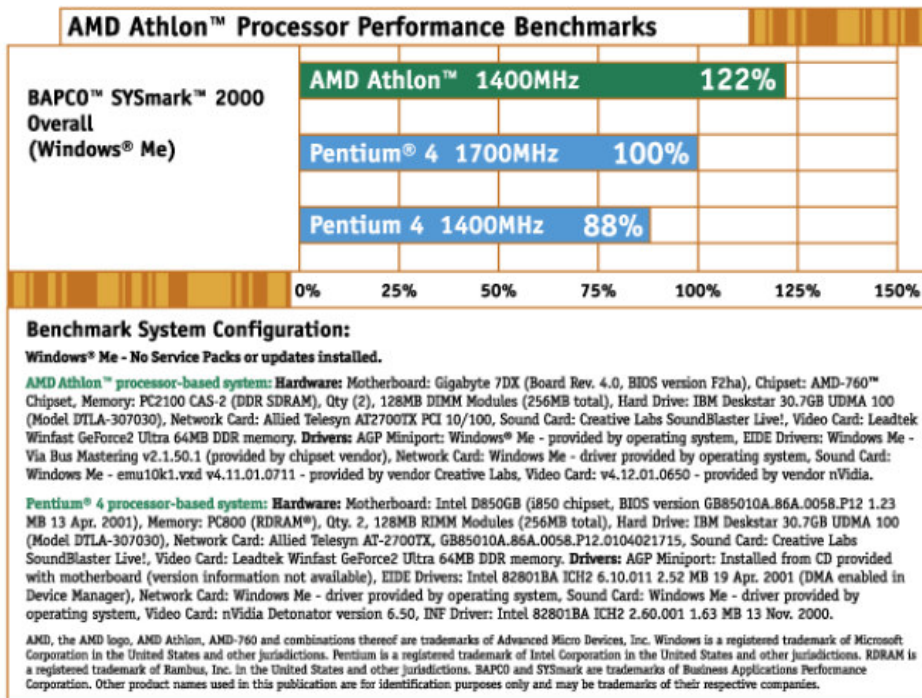 AMD Athlon™ Processor Performance Benchmarks
BAPCO™ SYSmark™ 2000
Overall
(Windows® Me)
AMD Athlon™ 1400MHz 122%
Pentium® 4 1700MHz 100%
Pentium 4 1400MHz 88%
0% 25% 50% 75% 100% 125% 150%
Benchmark System Configuration:
Windows® Me - No Service Packs or updates installed.
AMD Athlon™ processor-based system: Hardware: Motherboard: Gigabyte 7DX (Board Rev. 4.0, BIOS version F2ha), Chipset: AMD-760™
Chipset, Memory: PC2100 CAS-2 (DDR SDRAM), Qty (2), 128MB DIMM Modules (256MB total), Hard Drive: IBM Deskstar 30.7GB UDMA 100
(Model DTLA-307030), Network Card: Allied Telesyn AT2700TX PCI 10/100, Sound Card: Creative Labs SoundBlaster Live!, Video Card: Leadtek
Winfast GeForce2 Ultra 64MB DDR memory. Drivers: AGP Miniport: Windows® Me - provided by operating system, EIDE Drivers: Windows Me -
Via Bus Mastering v2.1.50.1 (provided by chipset vendor), Network Card: Windows Me - driver provided by operating system, Sound Card:
Windows Me - emu10k1.vxd v4.11.01.0711 - provided by vendor Creative Labs, Video Card: v4.12.01.0650 - provided by vendor nVidia.
Pentium® 4 processor-based system: Hardware: Motherboard: Intel D850GB (i850 chipset, BIOS version GB85010A.86A.0058.P12 1.23
MB 13 Apr. 2001), Memory: PC800 (RDRAM®), Qty. 2, 128MB RIMM Modules (256MB total), Hard Drive: IBM Deskstar 30.7GB UDMA 100
(Model DTLA-307030), Network Card: Allied Telesyn AT-2700TX, GB85010A.86A.0058.P12.0104021715, Sound Card: Creative Labs
SoundBlaster Live!, Video Card: Leadtek Winfast GeForce2 Ultra 64MB DDR memory. Drivers: AGP Miniport: Installed from CD provided
with motherboard (version information not available), EIDE Drivers: Intel 82801BA ICH2 6.10.011 2.52 MB 19 Apr. 2001 (DMA enabled in
Device Manager), Network Card: Windows Me - driver provided by operating system, Sound Card: Windows Me - driver provided by
operating system, Video Card: nVidia Detonator version 6.50, INF Driver: Intel 82801BA ICH2 2.60.001 1.63 MB 13 Nov. 2000.
AMD, the AMD logo, AMD Athlon, AMD-760 and combinations thereof are trademarks of Advanced Micro Devices, Inc. Windows is a registered trademark of Microsoft
Corporation in the United States and other jurisdictions. Pentium is a registered trademark of Intel Corporation in the United States and other jurisdictions. RDRAM is
a registered trademark of Rambus, Inc. in the United States and other jurisdictions. BAPCO and SYSmark are trademarks of Business Applications Performance
Corporation. Other product names used in this publication are for identification purposes only and may be trademarks of their respective companies.